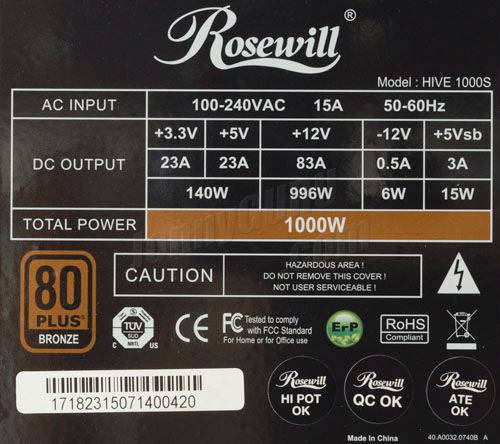 Rosewill®
Model : HIVE 1000S
AC INPUT 100-240VAC 15A 50-60Hz
DC OUTPUT +3.3V +5V +12V -12V +5Vsb
23A 23A 83A 0.5A 3A
140W 996W 6W 15W
TOTAL POWER 1000W
80
PLUS®
BRONZE
CAUTION
HAZARDOUS AREA !
DO NOT REMOVE THIS COVER !
NOT USER SERVICEABLE !
TÜV
SUD
C NRTL US
CE
FC Tested to comply
with FCC Standard
For Home or for Office use
ErP
RoHS
Compliant
17182315071400420
Rosewill
HI POT
OK
Rosewill
QC OK
Rosewill
ATE
OK
Made In China
40.A0032.0740B A